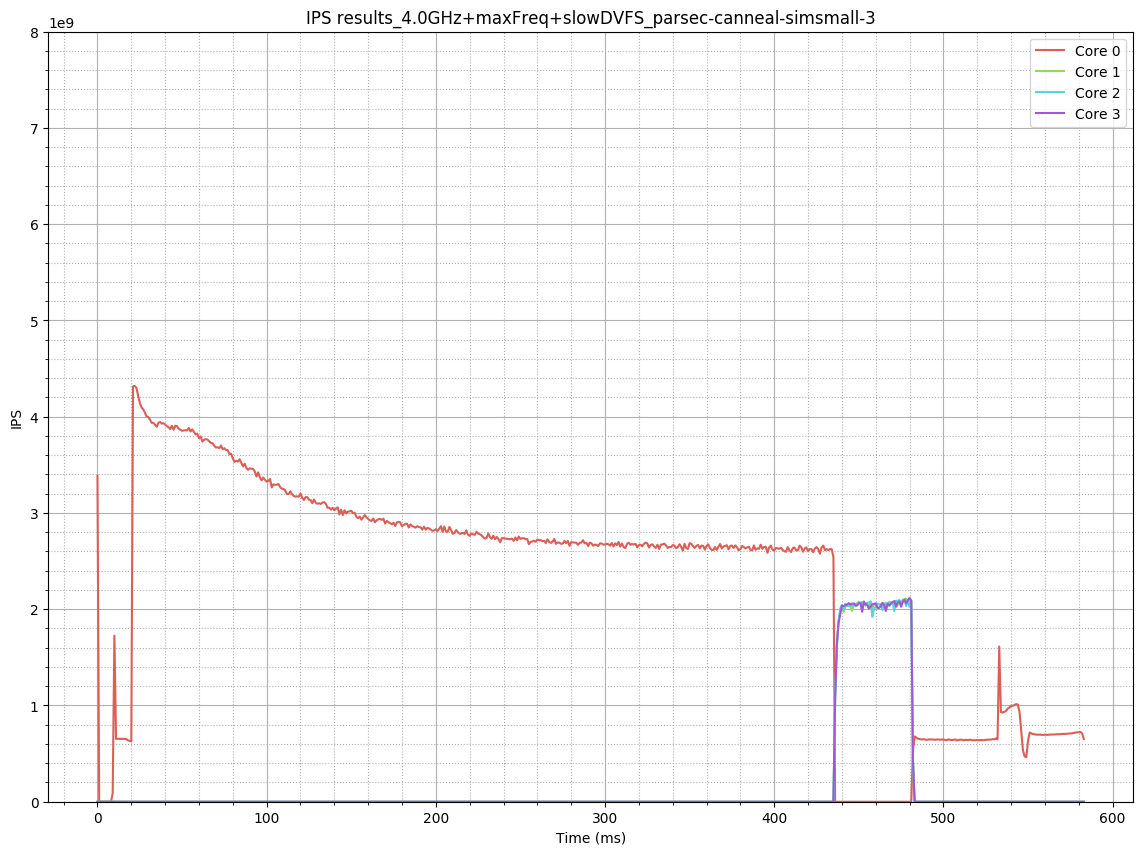 IPS results_4.0GHz+maxFreq+slowDVFS_parsec-canneal-simsmall-3
1e9
8
7
6
5
4
3
2
1
0
IPS
Core 0
Core 1
Core 2
Core 3
0 100 200 300 400 500 600
Time (ms)